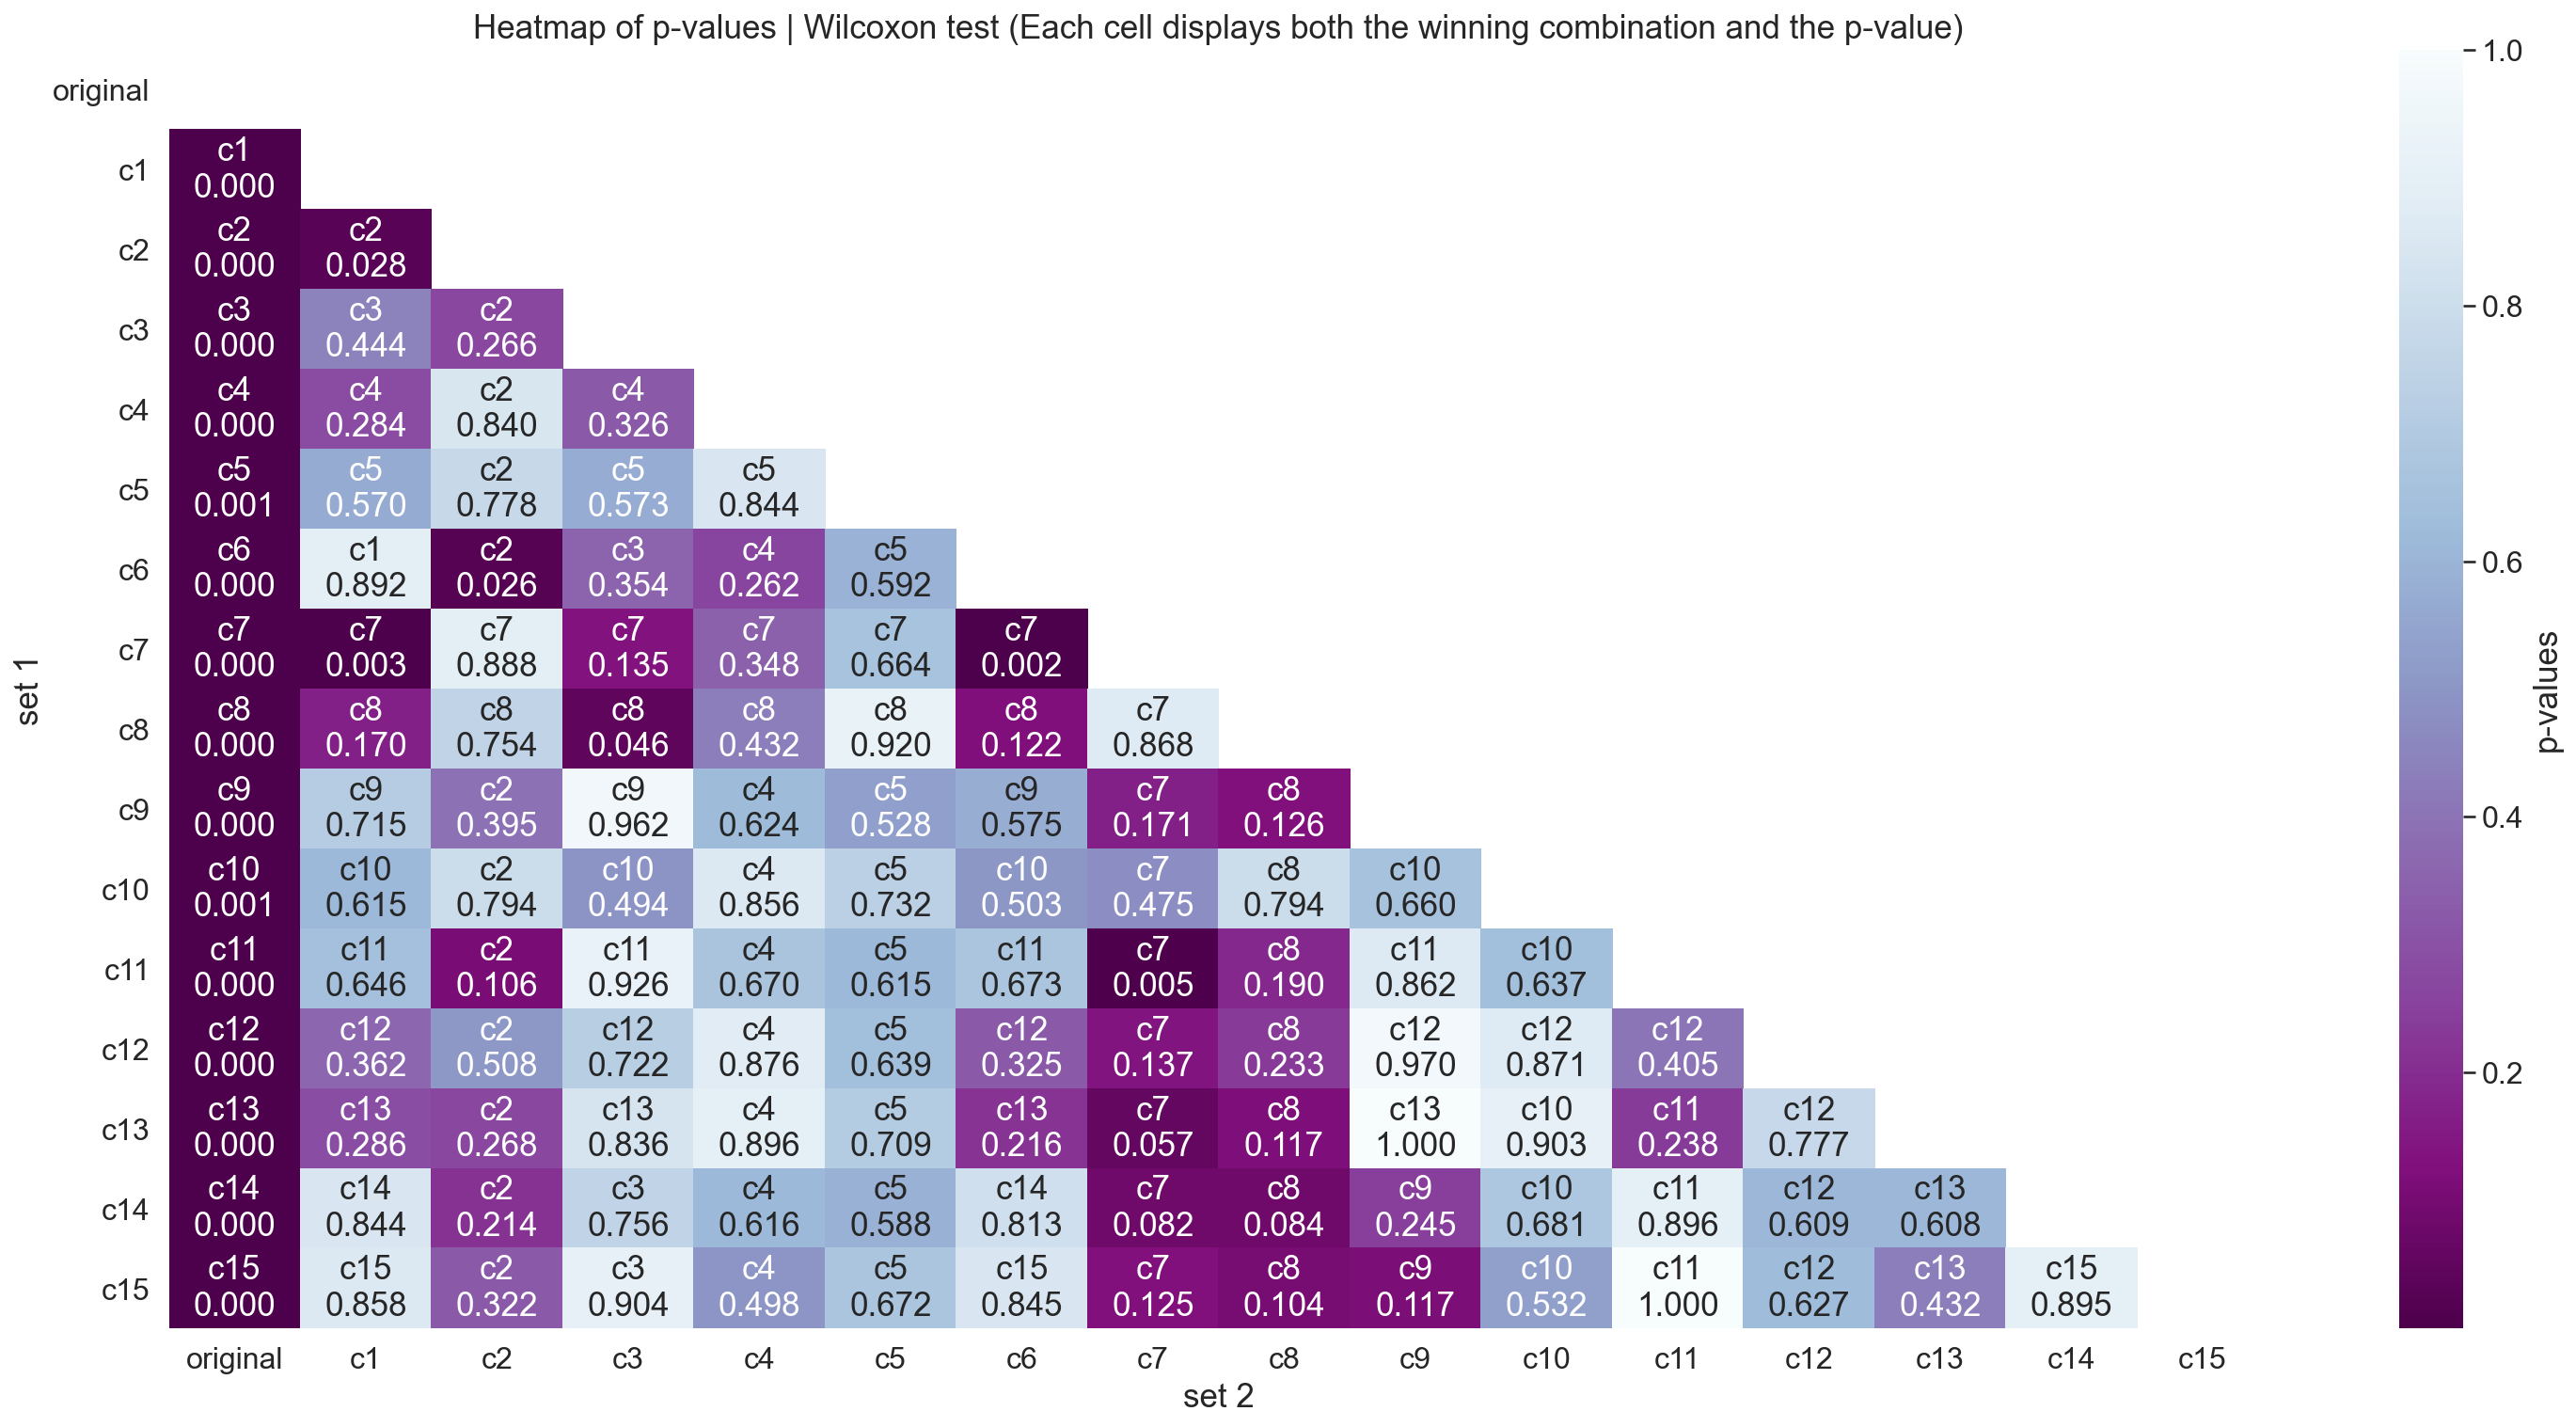 Heatmap of p-values | Wilcoxon test (Each cell displays both the winning combination and the p-value)
original
c1
c1
0.000
c2
c2 c2
0.000 0.028
c3
c3 c3 c2
0.000 0.444 0.266
c4
c4 c4 c2 c4
0.000 0.284 0.840 0.326
c5
c5 c5 c2 c5 c5
0.001 0.570 0.778 0.573 0.844
c6
c6 c1 c2 c3 c4 c5
0.000 0.892 0.026 0.354 0.262 0.592
c7
c7 c7 c7 c7 c7 c7 c7
0.000 0.003 0.888 0.135 0.348 0.664 0.002
c8
c8 c8 c8 c8 c8 c8 c8 c7
0.000 0.170 0.754 0.046 0.432 0.920 0.122 0.868
c9
c9 c9 c2 c9 c4 c5 c9 c7 c8
0.000 0.715 0.395 0.962 0.624 0.528 0.575 0.171 0.126
c10
c10 c10 c2 c10 c4 c5 c10 c7 c8 c10
0.001 0.615 0.794 0.494 0.856 0.732 0.503 0.475 0.794 0.660
c11
c11 c11 c2 c11 c4 c5 c11 c7 c8 c11 c10
0.000 0.646 0.106 0.926 0.670 0.615 0.673 0.005 0.190 0.862 0.637
c12
c12 c12 c2 c12 c4 c5 c12 c7 c8 c12 c12 c12
0.000 0.362 0.508 0.722 0.876 0.639 0.325 0.137 0.233 0.970 0.871 0.405
c13
c13 c13 c2 c13 c4 c5 c13 c7 c8 c13 c10 c11 c12
0.000 0.286 0.268 0.836 0.896 0.709 0.216 0.057 0.117 1.000 0.903 0.238 0.777
c14
c14 c14 c2 c3 c4 c5 c14 c7 c8 c9 c10 c11 c12 c13
0.000 0.844 0.214 0.756 0.616 0.588 0.813 0.082 0.084 0.245 0.681 0.896 0.609 0.608
c15
c15 c15 c2 c3 c4 c5 c15 c7 c8 c9 c10 c11 c12 c13 c15
0.000 0.858 0.322 0.904 0.498 0.672 0.845 0.125 0.104 0.117 0.532 1.000 0.627 0.432 0.895
original c1 c2 c3 c4 c5 c6 c7 c8 c9 c10 c11 c12 c13 c14 c15
set 2
set 1
1.0
0.8
0.6
0.4
0.2
p-values